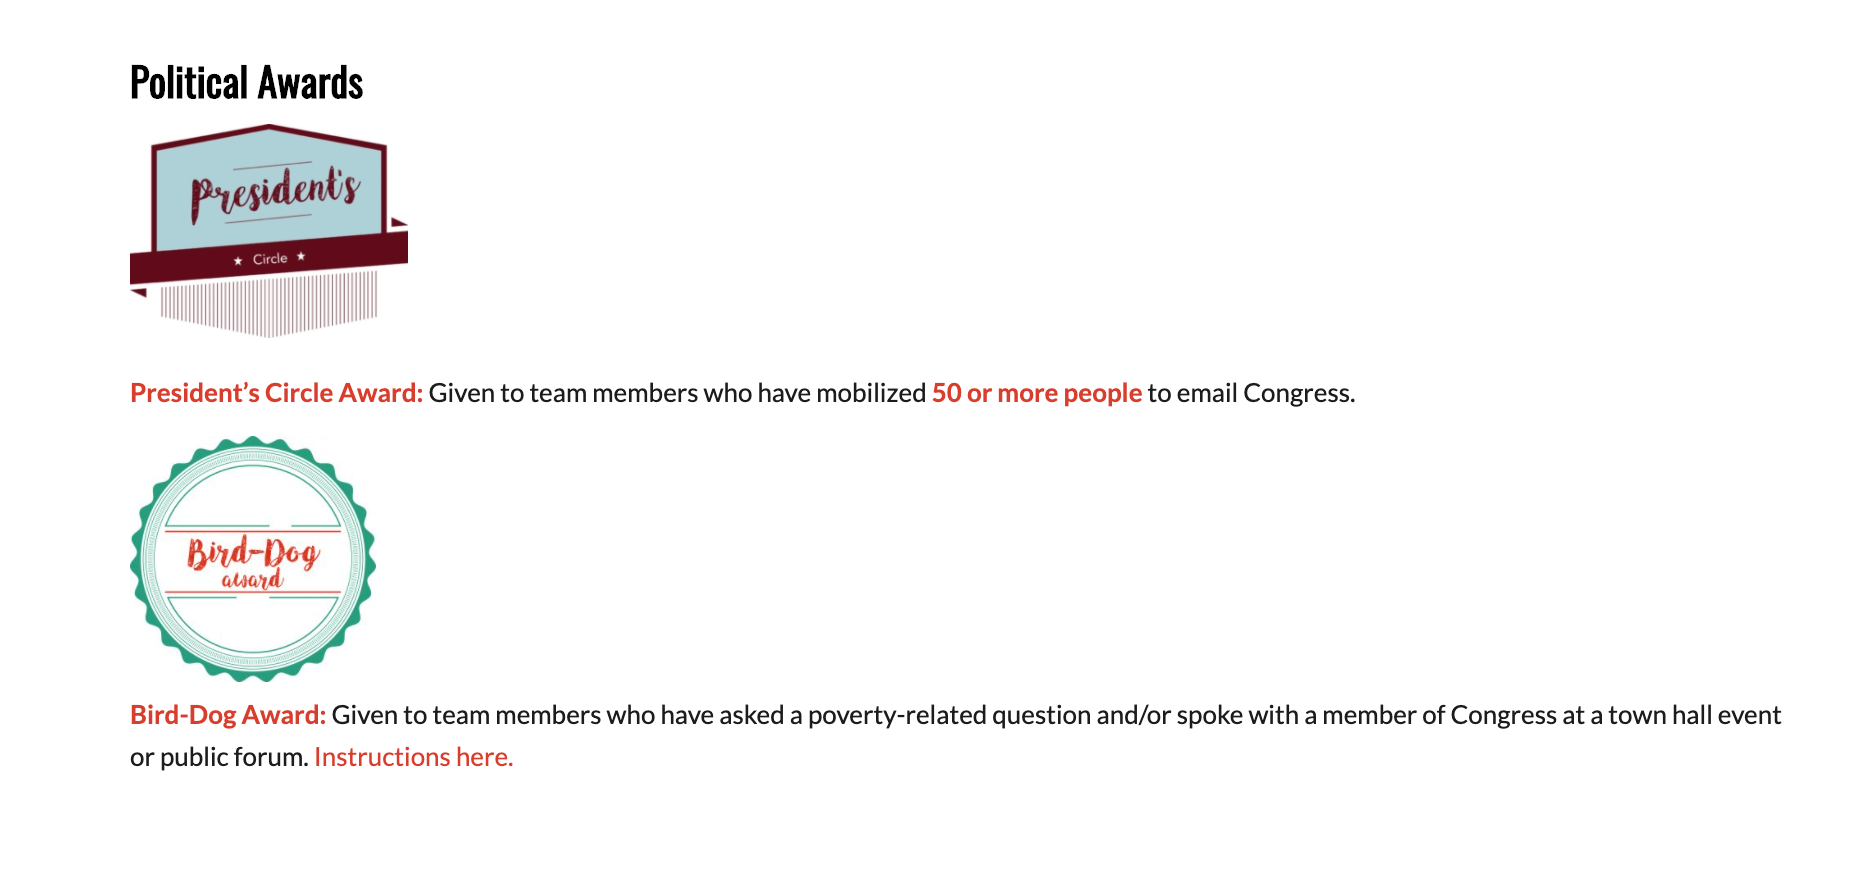 Political Awards
President's
★ Circle ★
President’s Circle Award: Given to team members who have mobilized 50 or more people to email Congress.
Bird-Dog
award
Bird-Dog Award: Given to team members who have asked a poverty-related question and/or spoke with a member of Congress at a town hall event
or public forum. Instructions here.